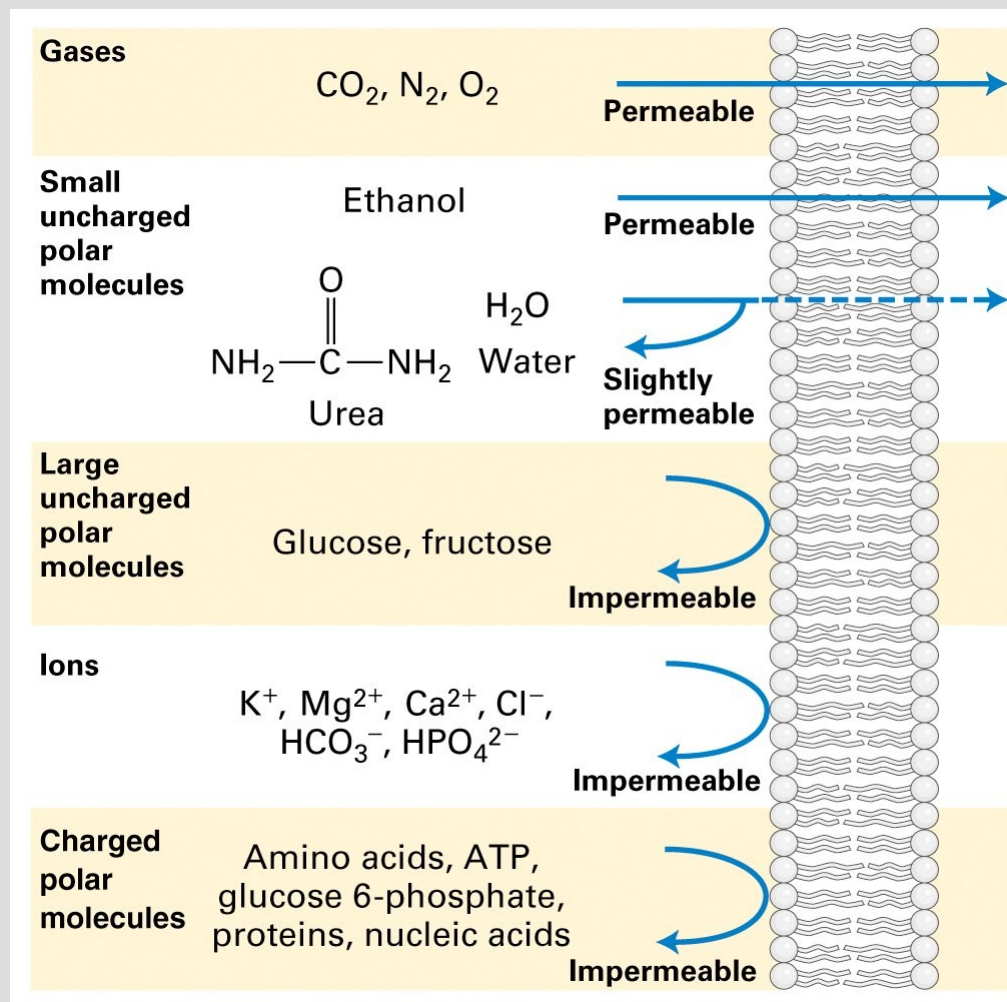 Gases
CO₂, N₂, O₂
Permeable
Small
uncharged
polar
molecules
Ethanol
Permeable
O
NH₂—C—NH₂
Urea
H₂O
Water
Slightly
permeable
Large
uncharged
polar
molecules
Glucose, fructose
Impermeable
Ions
K⁺, Mg²⁺, Ca²⁺, Cl⁻,
HCO₃⁻, HPO₄²⁻
Impermeable
Charged
polar
molecules
Amino acids, ATP,
glucose 6-phosphate,
proteins, nucleic acids
Impermeable